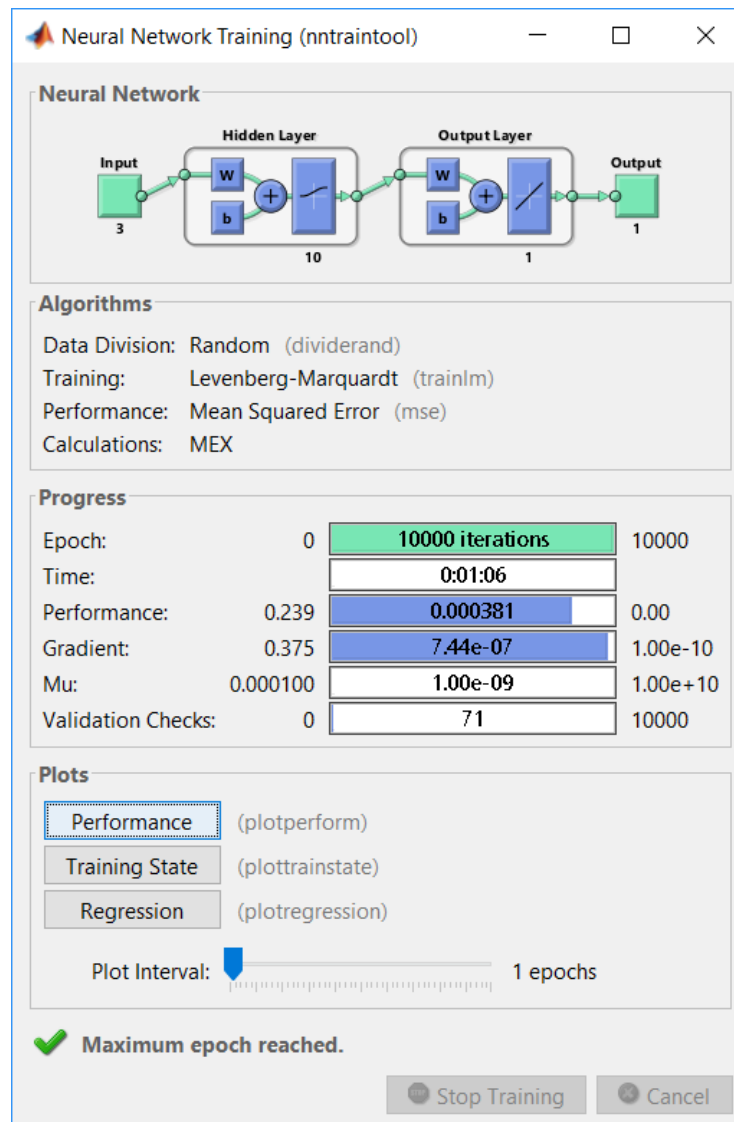 Neural Network Training (nntraintool)
Neural Network
Hidden Layer Output Layer
Input Output
W W
+ +
b b
3 1
10 1
Algorithms
Data Division: Random (dividerand)
Training: Levenberg-Marquardt (trainlm)
Performance: Mean Squared Error (mse)
Calculations: MEX
Progress
Epoch: 0 10000 iterations 10000
Time: 0:01:06
Performance: 0.239 0.000381 0.00
Gradient: 0.375 7.44e-07 1.00e-10
Mu: 0.000100 1.00e-09 1.00e+10
Validation Checks: 0 71 10000
Plots
Performance (plotperform)
Training State (plottrainstate)
Regression (plotregression)
Plot Interval: 1 epochs
Maximum epoch reached.
Stop Training Cancel